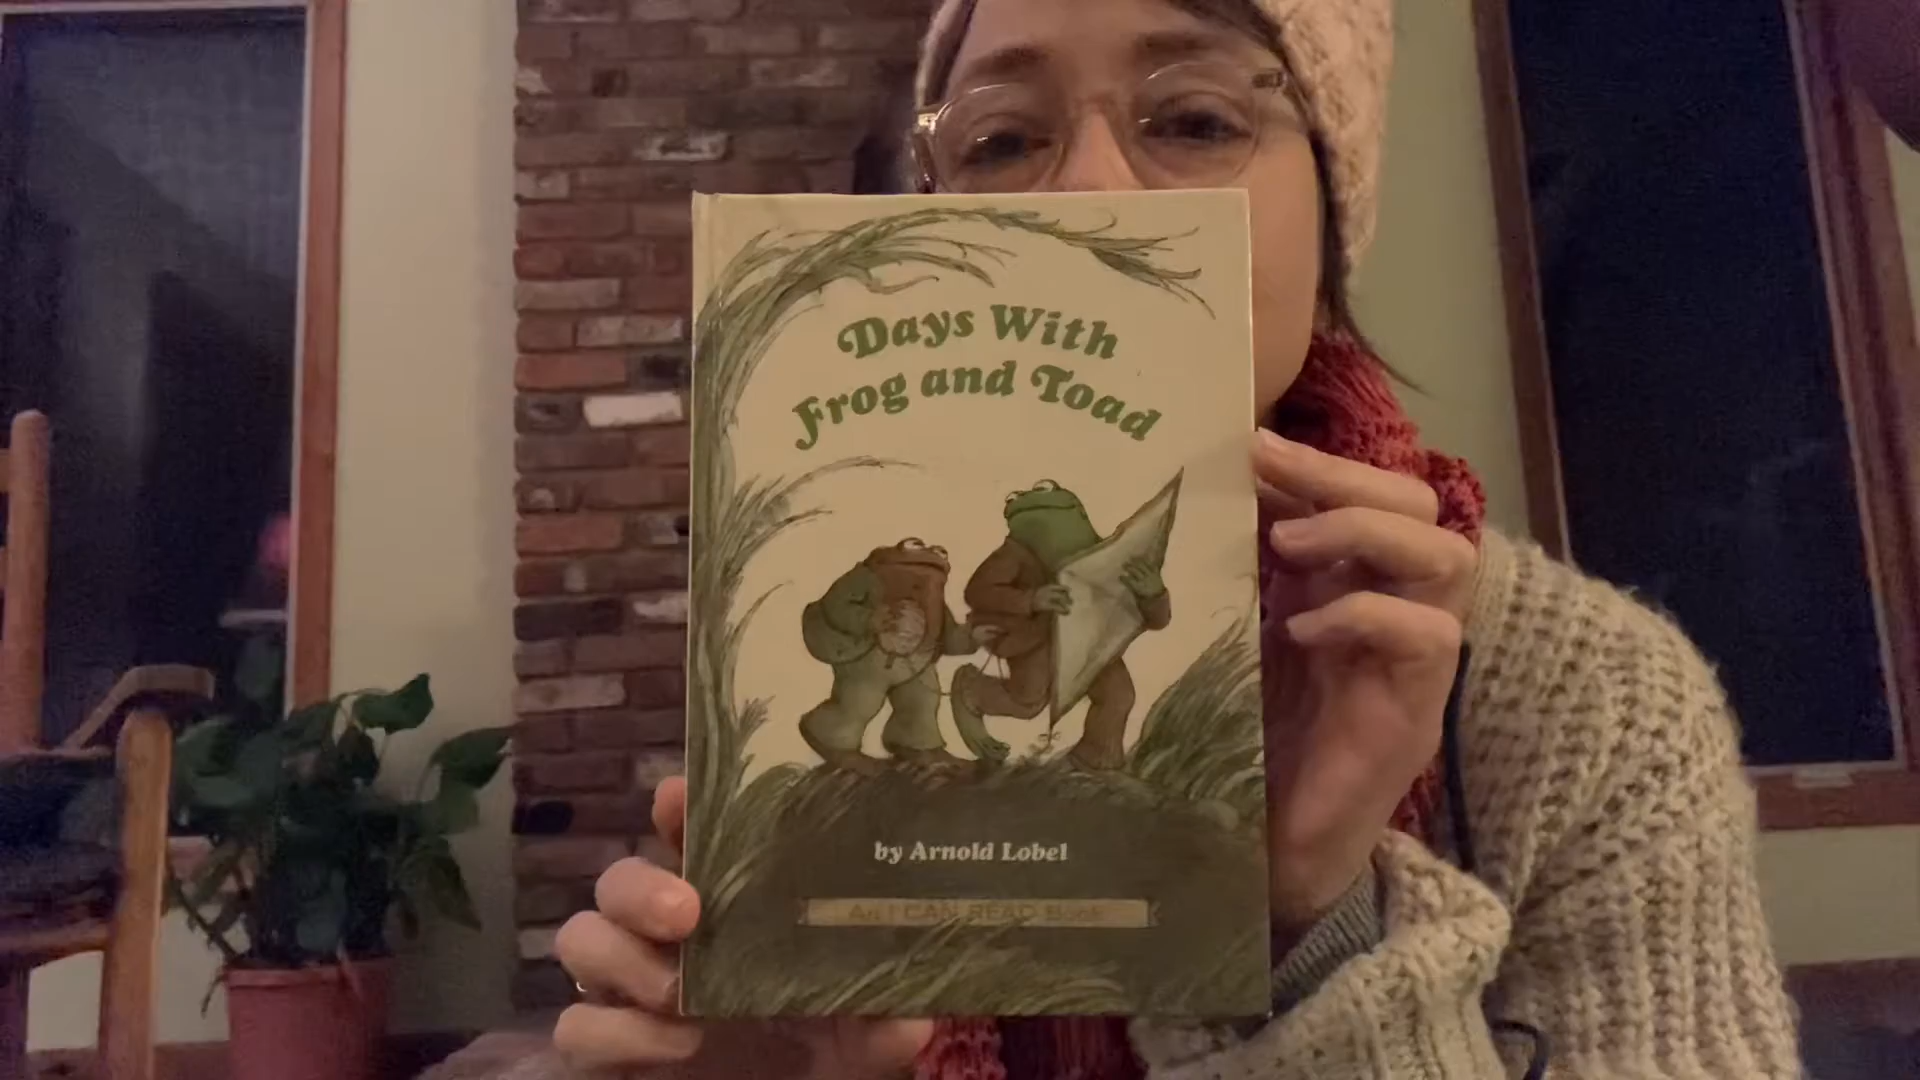 Days With
Frog and Toad
by Arnold Lobel
An I CAN READ Book